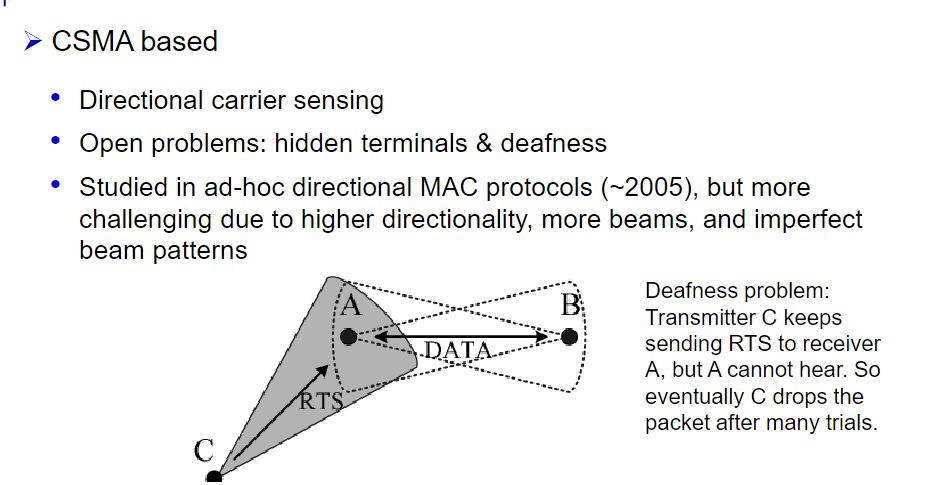 CSMA based
Directional carrier sensing
Open problems: hidden terminals & deafness
Studied in ad-hoc directional MAC protocols (~2005), but more
challenging due to higher directionality, more beams, and imperfect
beam patterns
A
B
DATA
RTS
C
Deafness problem:
Transmitter C keeps
sending RTS to receiver
A, but A cannot hear. So
eventually C drops the
packet after many trials.